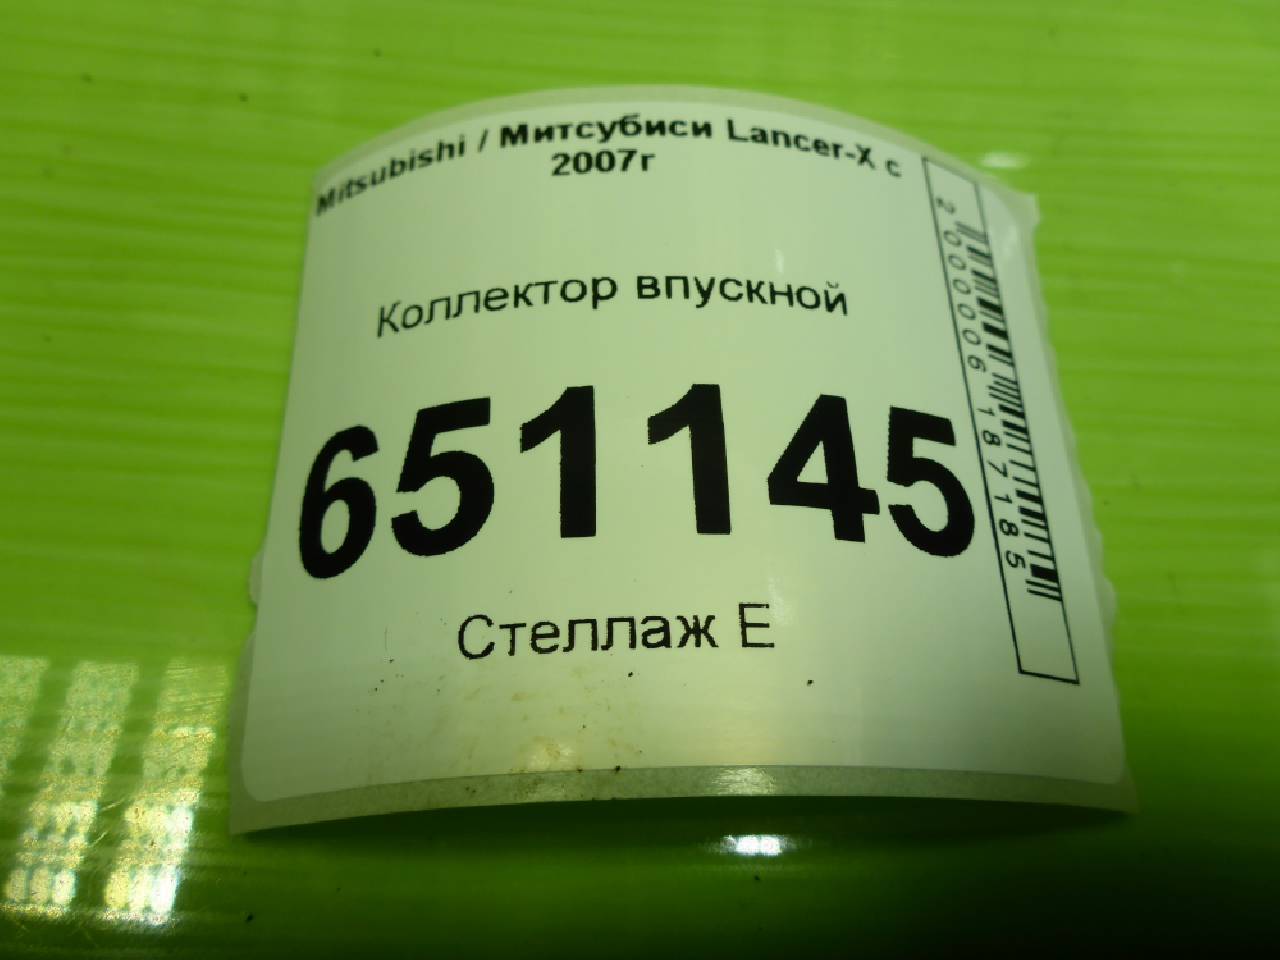 Mitsubishi / Митсубиси Lancer-X с
2007г
Коллектор впускной
651145
Стеллаж Е
2000006187185